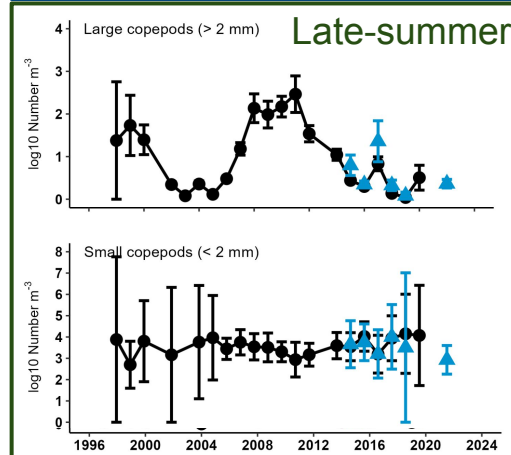 Late-summer
Large copepods (> 2 mm)
4
3
2
1
0
log10 Number m⁻³
Small copepods (< 2 mm)
8
7
6
5
4
3
2
1
0
log10 Number m⁻³
1996 2000 2004 2008 2012 2016 2020 2024